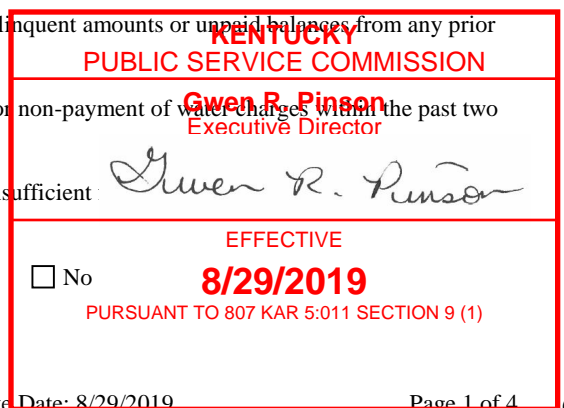 linquent amounts or unpaid balances from any prior
KENTUCKY
PUBLIC SERVICE COMMISSION
r non-payment of water charges within the past two
Gwen R. Pinson
Executive Director
sufficient
Gwen R. Pinson
EFFECTIVE
No
8/29/2019
PURSUANT TO 807 KAR 5:011 SECTION 9 (1)
e Date: 8/29/2019 Page 1 of 4